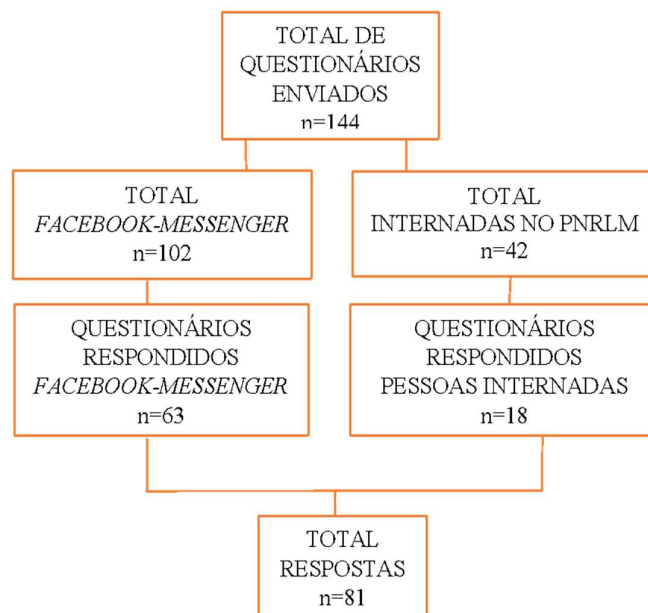 TOTAL DE
QUESTIONÁRIOS
ENVIADOS
n=144
TOTAL
FACEBOOK-MESSENGER
n=102
TOTAL
INTERNADAS NO PNRLM
n=42
QUESTIONÁRIOS
RESPONDIDOS
FACEBOOK-MESSENGER
n=63
QUESTIONÁRIOS
RESPONDIDOS
PESSOAS INTERNADAS
n=18
TOTAL
RESPOSTAS
n=81